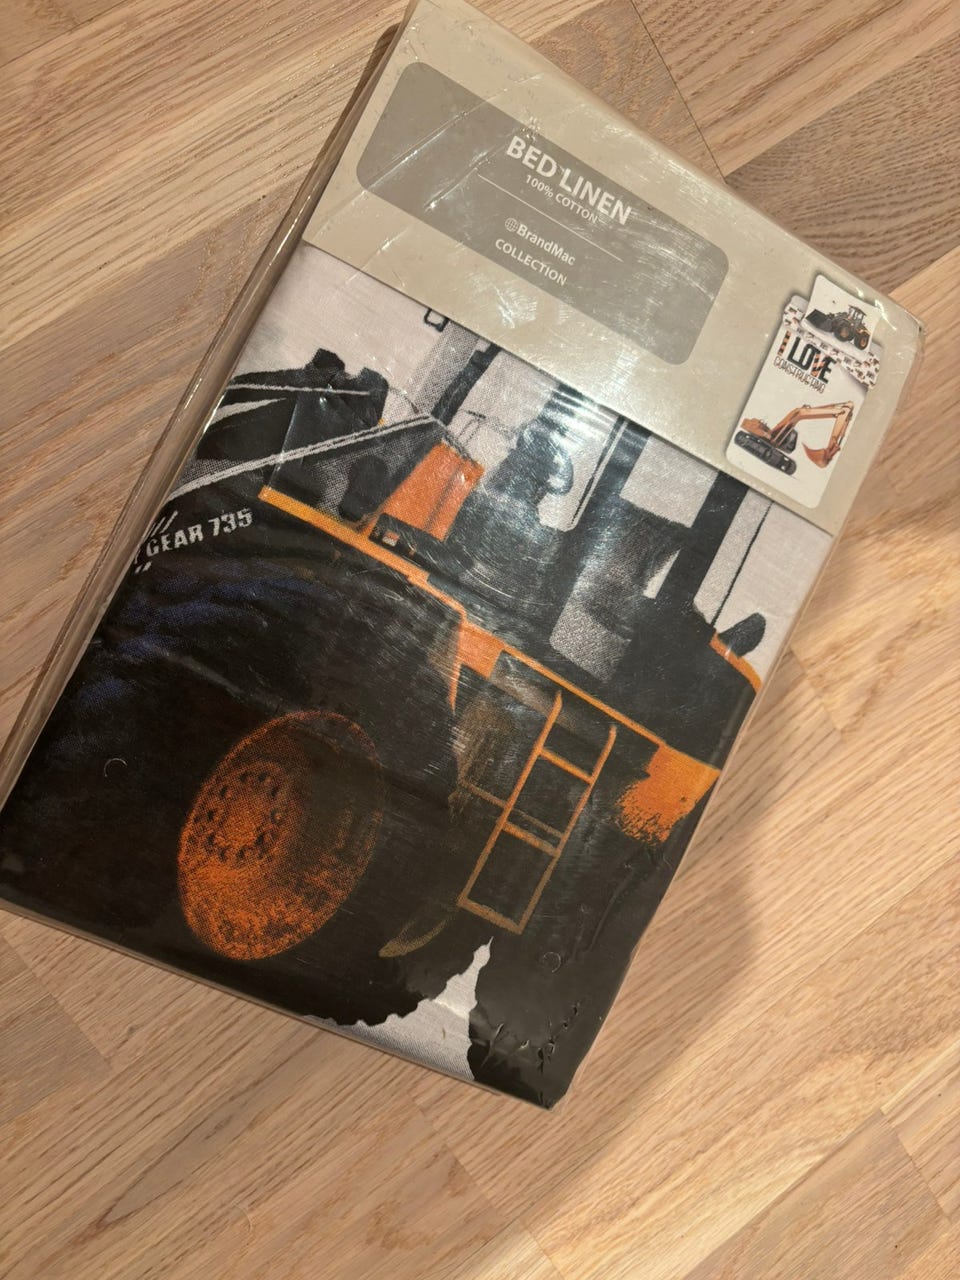 BED LINEN
100% COTTON
BrandMac
COLLECTION
I LOVE
CONSTRUCTING
GEAR 735